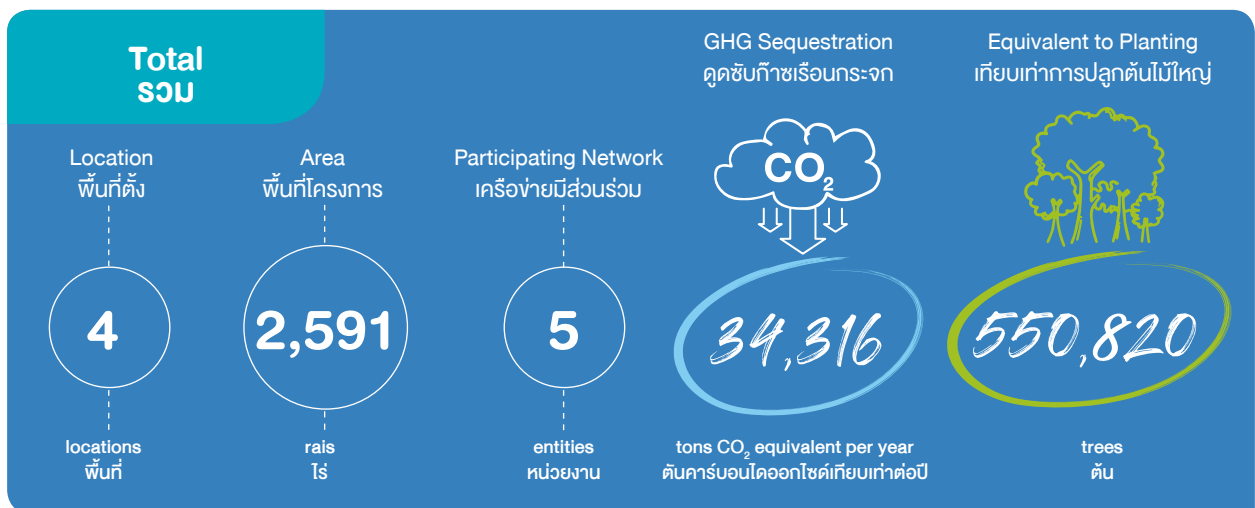 Total
รวม
Location
พื้นที่ตั้ง
4
locations
พื้นที่
Area
พื้นที่โครงการ
2,591
rais
ไร่
Participating Network
เครือข่ายมีส่วนร่วม
5
entities
หน่วยงาน
GHG Sequestration
ดูดซับก๊าซเรือนกระจก
CO₂
34,316
tons CO₂ equivalent per year
ตันคาร์บอนไดออกไซด์เทียบเท่าต่อปี
Equivalent to Planting
เทียบเท่าการปลูกต้นไม้ใหญ่
550,820
trees
ต้น